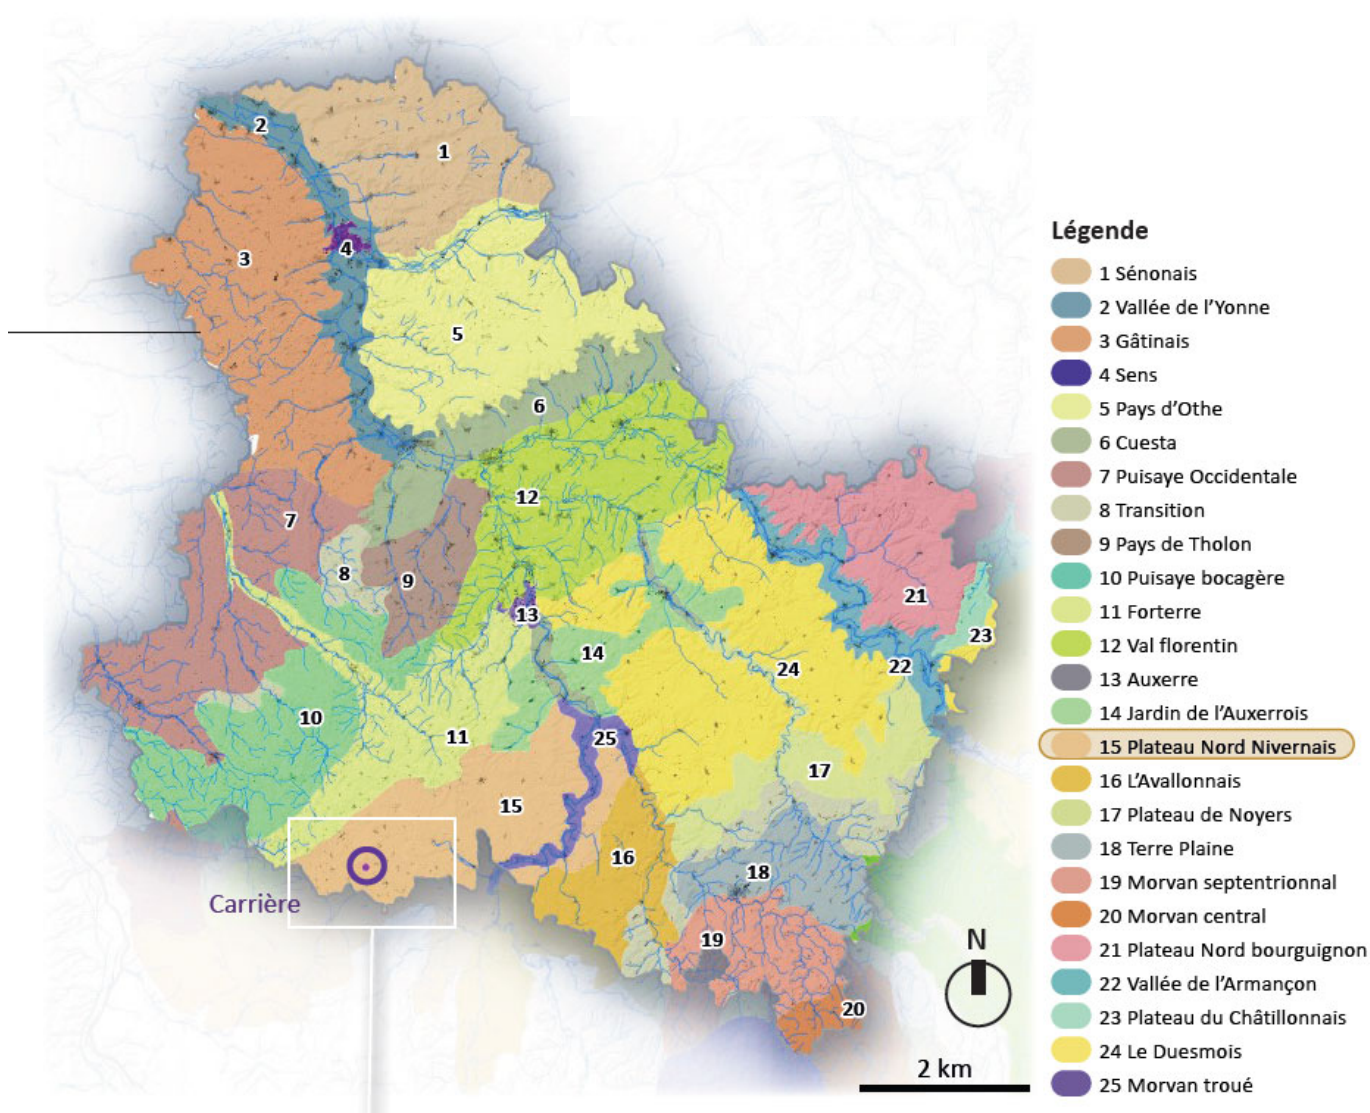 2
1
4
3
5
6
12
7
8
9
21
13
23
14
22
24
10
11
25
17
15
16
18
Carrière
19
20
N
2 km
Légende
1 Sénonais
2 Vallée de l'Yonne
3 Gâtinais
4 Sens
5 Pays d'Othe
6 Cuesta
7 Puisaye Occidentale
8 Transition
9 Pays de Tholon
10 Puisaye bocagère
11 Forterre
12 Val florentin
13 Auxerre
14 Jardin de l'Auxerrois
15 Plateau Nord Nivernais
16 L'Avallonnais
17 Plateau de Noyers
18 Terre Plaine
19 Morvan septentrionnal
20 Morvan central
21 Plateau Nord bourguignon
22 Vallée de l'Armançon
23 Plateau du Châtillonnais
24 Le Duesmois
25 Morvan troué